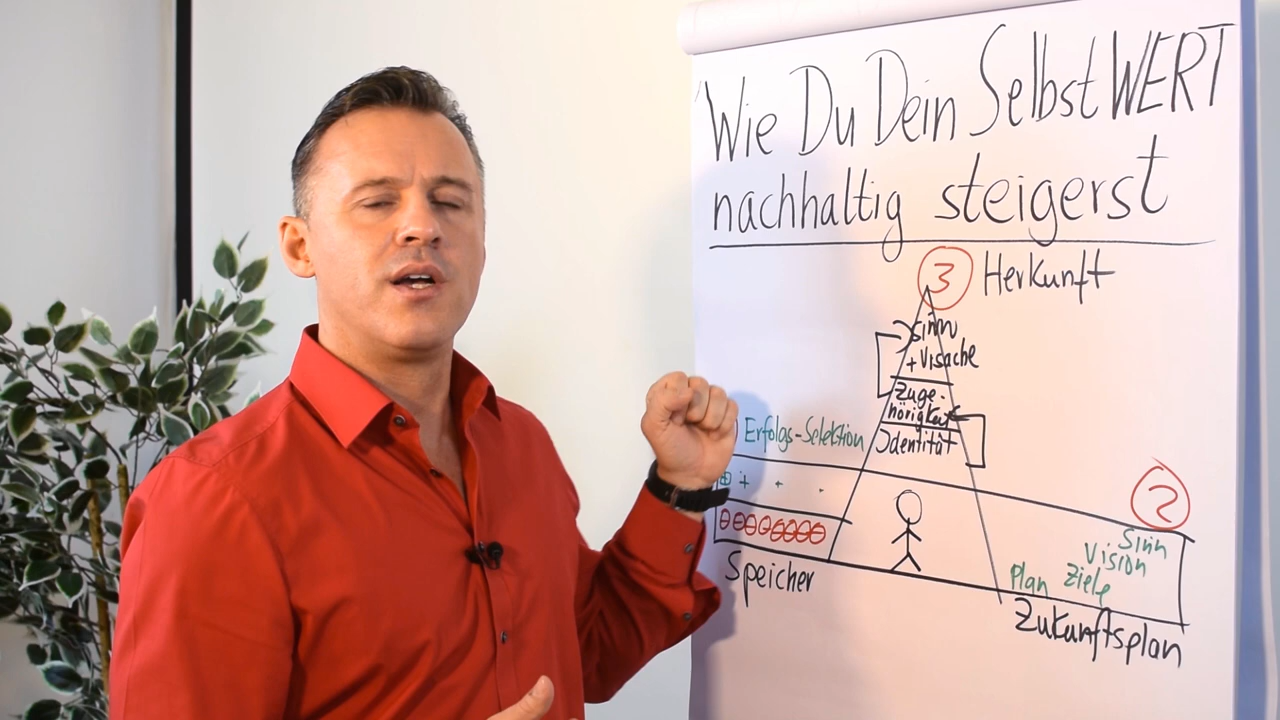 Wie Du Dein SelbstWERT
nachhaltig steigerst
3 Herkunft
Sinn
+ Ursache
Zuge-
hörigkeit
Identität
Erfolgs-Selektion
+ + - .
2
Sinn
Vision
Ziele
Plan
Speicher
Zukunftsplan